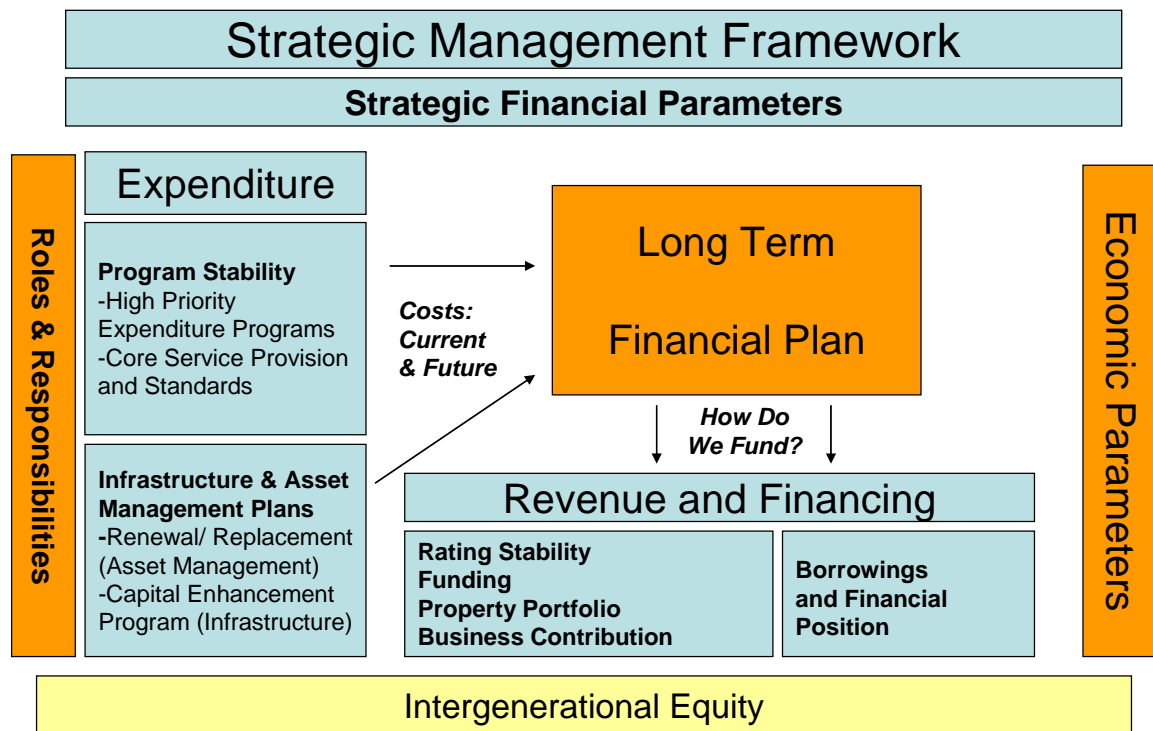 Strategic Management Framework
Strategic Financial Parameters
Roles & Responsibilities
Expenditure
Program Stability
-High Priority
Expenditure Programs
-Core Service Provision
and Standards
Infrastructure & Asset
Management Plans
-Renewal/ Replacement
(Asset Management)
-Capital Enhancement
Program (Infrastructure)
Costs:
Current
& Future
Long Term
Financial Plan
How Do
We Fund?
Revenue and Financing
Rating Stability
Funding
Property Portfolio
Business Contribution
Borrowings
and Financial
Position
Economic Parameters
Intergenerational Equity